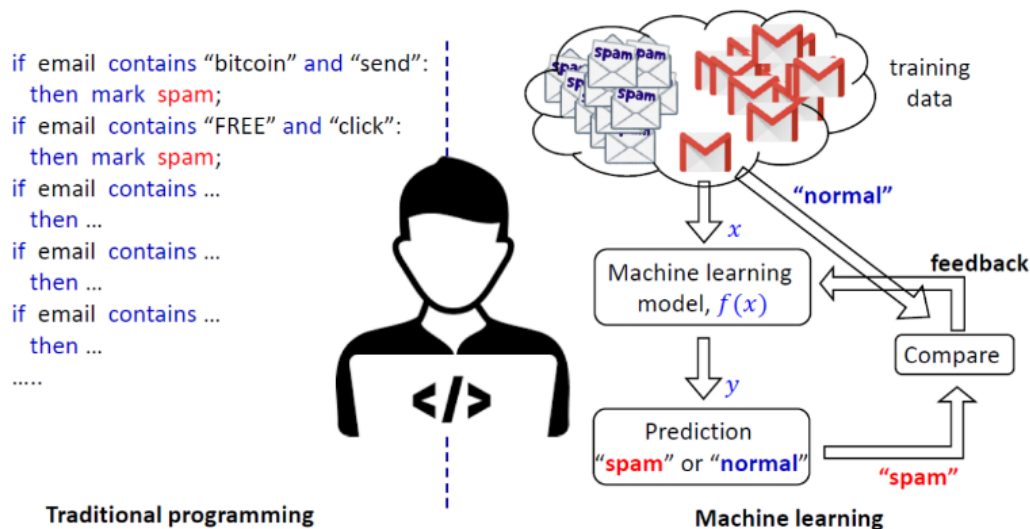 if email contains “bitcoin” and “send”:
then mark spam;
if email contains “FREE” and “click”:
then mark spam;
if email contains ...
then ...
if email contains ...
then ...
if email contains ...
then ...
.....
</>
Traditional programming
spam
spam
spam
spam
spam
training
data
“normal”
x
Machine learning
model, f(x)
feedback
Compare
y
Prediction
“spam” or “normal”
“spam”
Machine learning